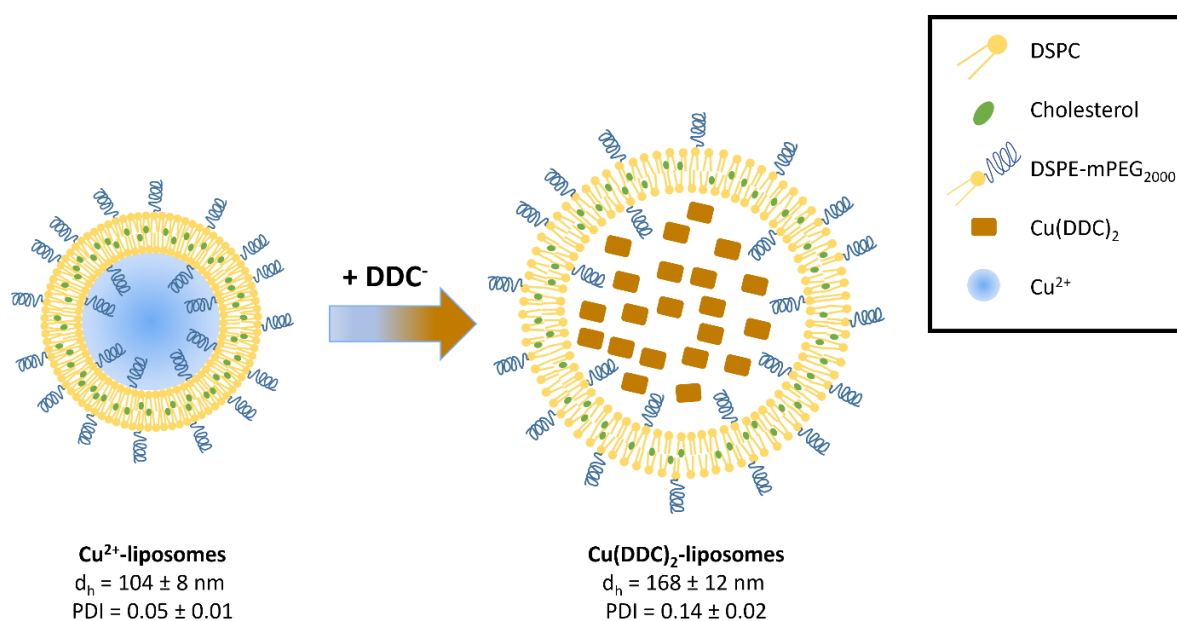 + DDC⁻
Cu²⁺-liposomes
dₕ = 104 ± 8 nm
PDI = 0.05 ± 0.01
Cu(DDC)₂-liposomes
dₕ = 168 ± 12 nm
PDI = 0.14 ± 0.02
DSPC
Cholesterol
DSPE-mPEG₂₀₀₀
Cu(DDC)₂
Cu²⁺